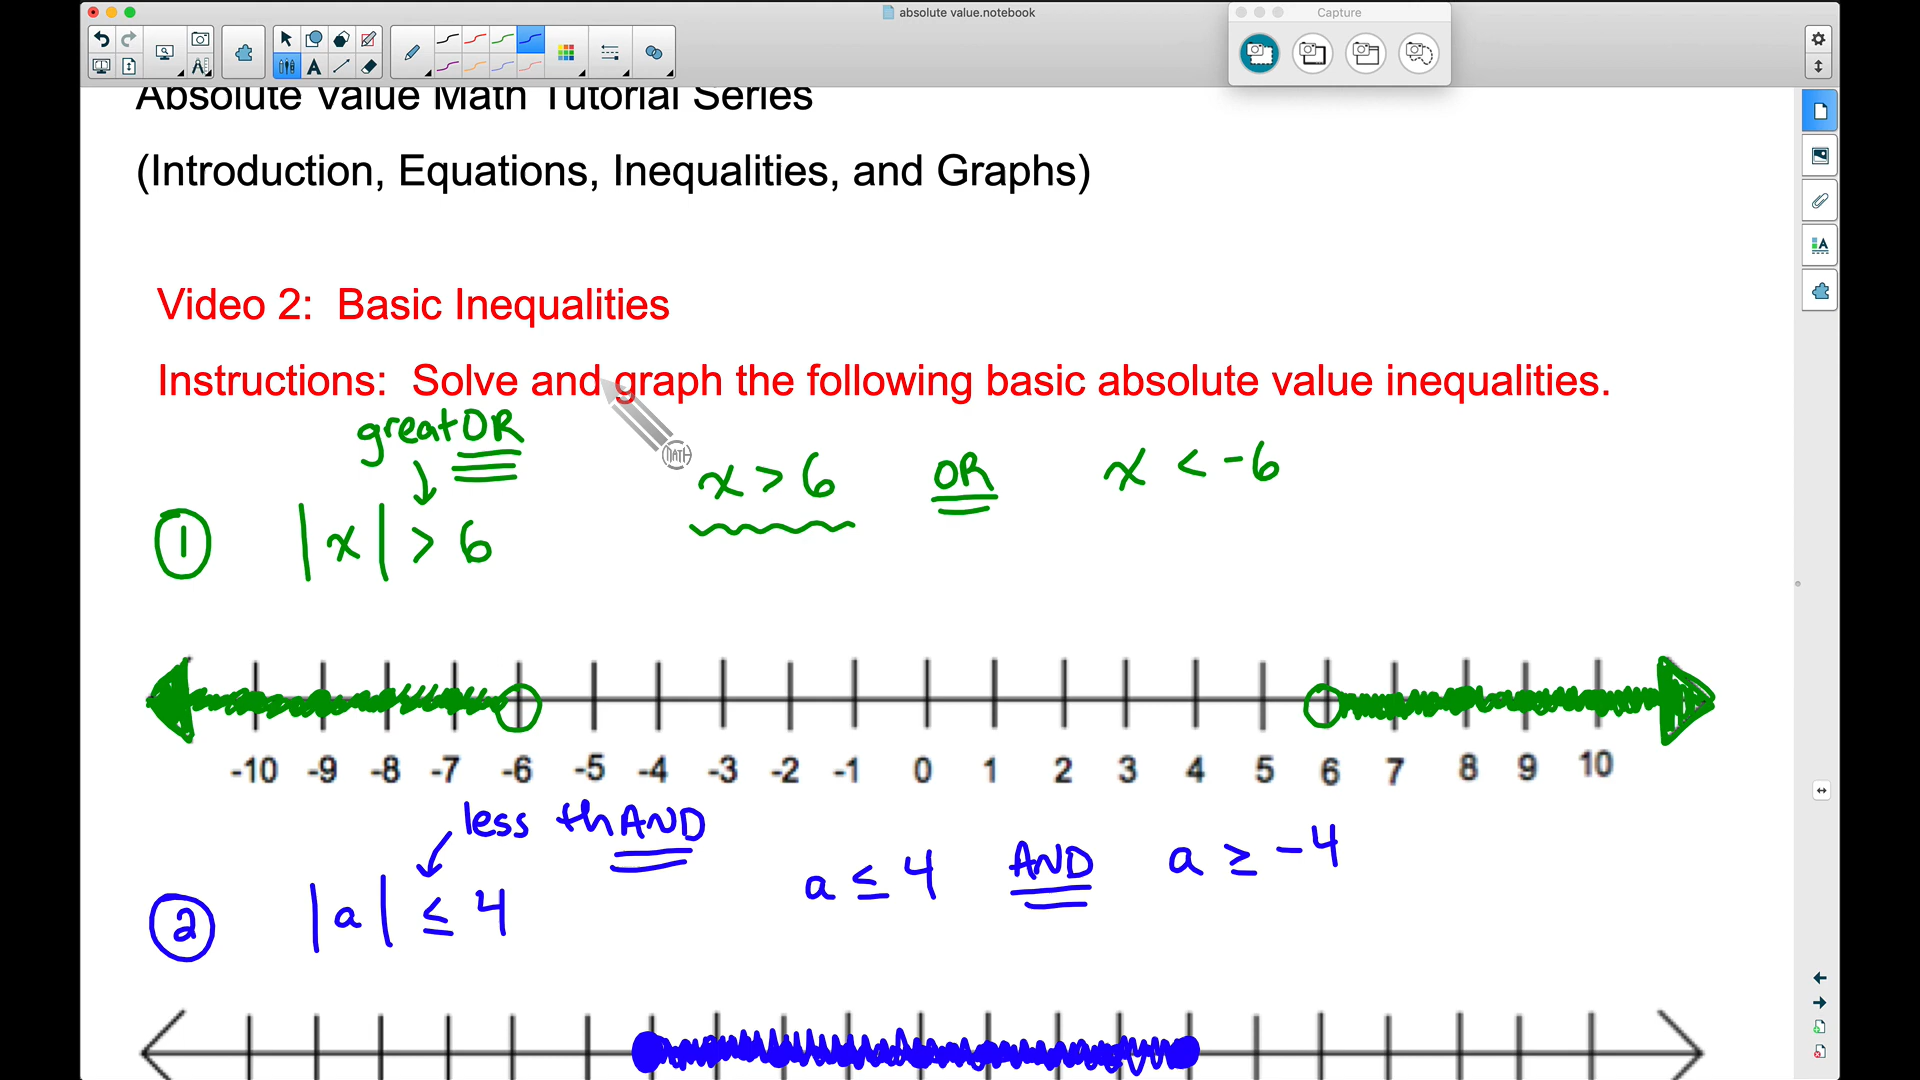 absolute value.notebook
Capture
Absolute Value Math Tutorial Series
(Introduction, Equations, Inequalities, and Graphs)
Video 2: Basic Inequalities
Instructions: Solve and graph the following basic absolute value inequalities.
greatOR
MATH
x > 6 OR x < -6
1 |x| > 6
-10 -9 -8 -7 -6 -5 -4 -3 -2 -1 0 1 2 3 4 5 6 7 8 9 10
less thAND
a ≤ 4 AND a ≥ -4
2 |a| ≤ 4